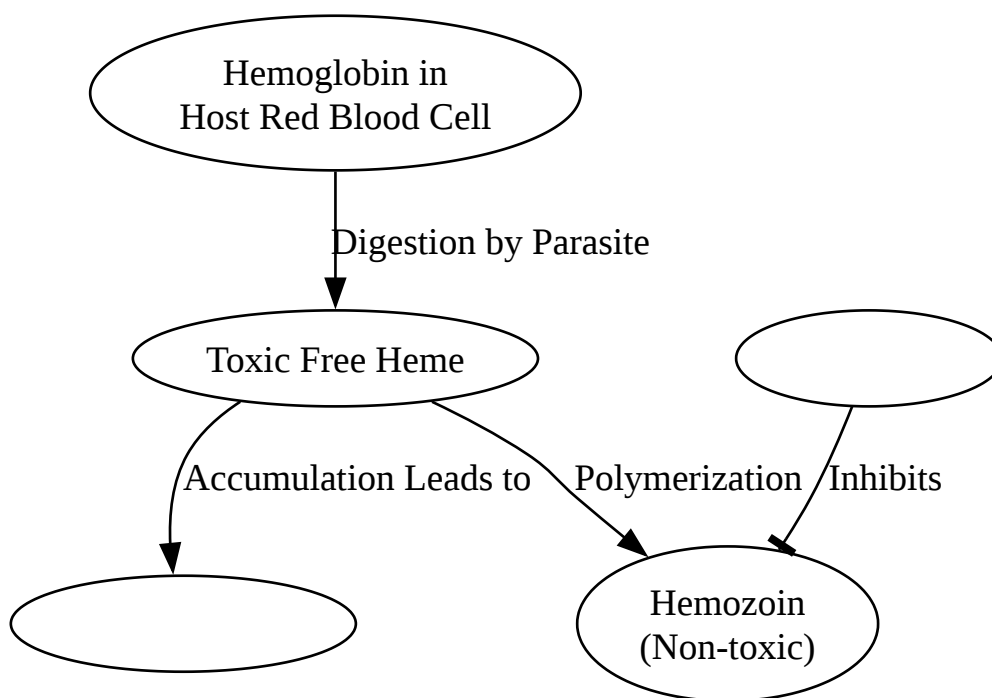 Hemoglobin in
Host Red Blood Cell
Digestion by Parasite
Toxic Free Heme
Accumulation Leads to
Polymerization
Inhibits
Hemozoin
(Non-toxic)